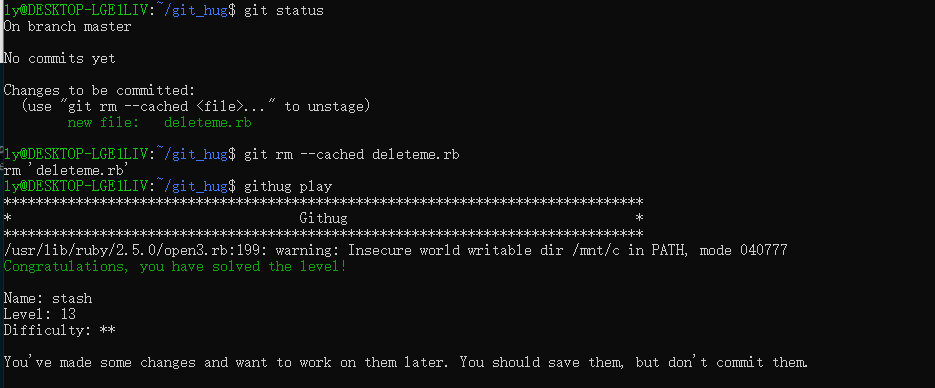 ly@DESKTOP-LGE1LIV:~/git_hug$ git status
On branch master
No commits yet
Changes to be committed:
(use "git rm --cached <file>..." to unstage)
new file: deleteme.rb
ly@DESKTOP-LGE1LIV:~/git_hug$ git rm --cached deleteme.rb
rm 'deleteme.rb'
ly@DESKTOP-LGE1LIV:~/git_hug$ githug play
********************************************************************************
* Githug *
********************************************************************************
/usr/lib/ruby/2.5.0/open3.rb:199: warning: Insecure world writable dir /mnt/c in PATH, mode 040777
Congratulations, you have solved the level!
Name: stash
Level: 13
Difficulty: **
You've made some changes and want to work on them later. You should save them, but don't commit them.